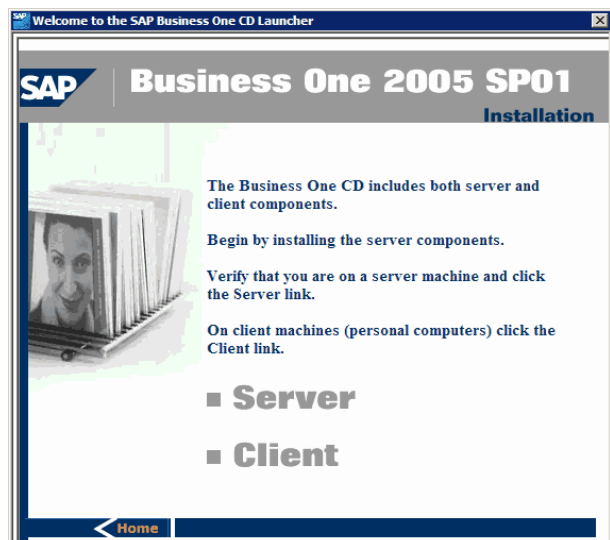 Welcome to the SAP Business One CD Launcher
SAP
Business One 2005 SP01
Installation
The Business One CD includes both server and
client components.
Begin by installing the server components.
Verify that you are on a server machine and click
the Server link.
On client machines (personal computers) click the
Client link.
Server
Client
Home